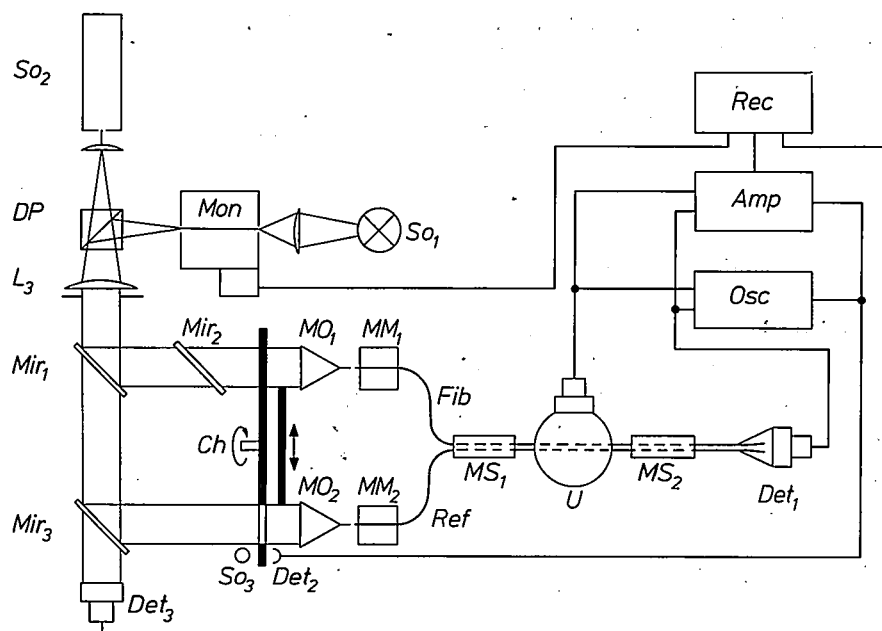 So₂
Rec
DP
Mon
So₁
Amp
L₃
Osc
Mir₁
Mir₂
MO₁
MM₁
Fib
Ch
MS₁
U
MS₂
Det₁
MO₂
MM₂
Ref
Mir₃
So₃
Det₂
Det₃